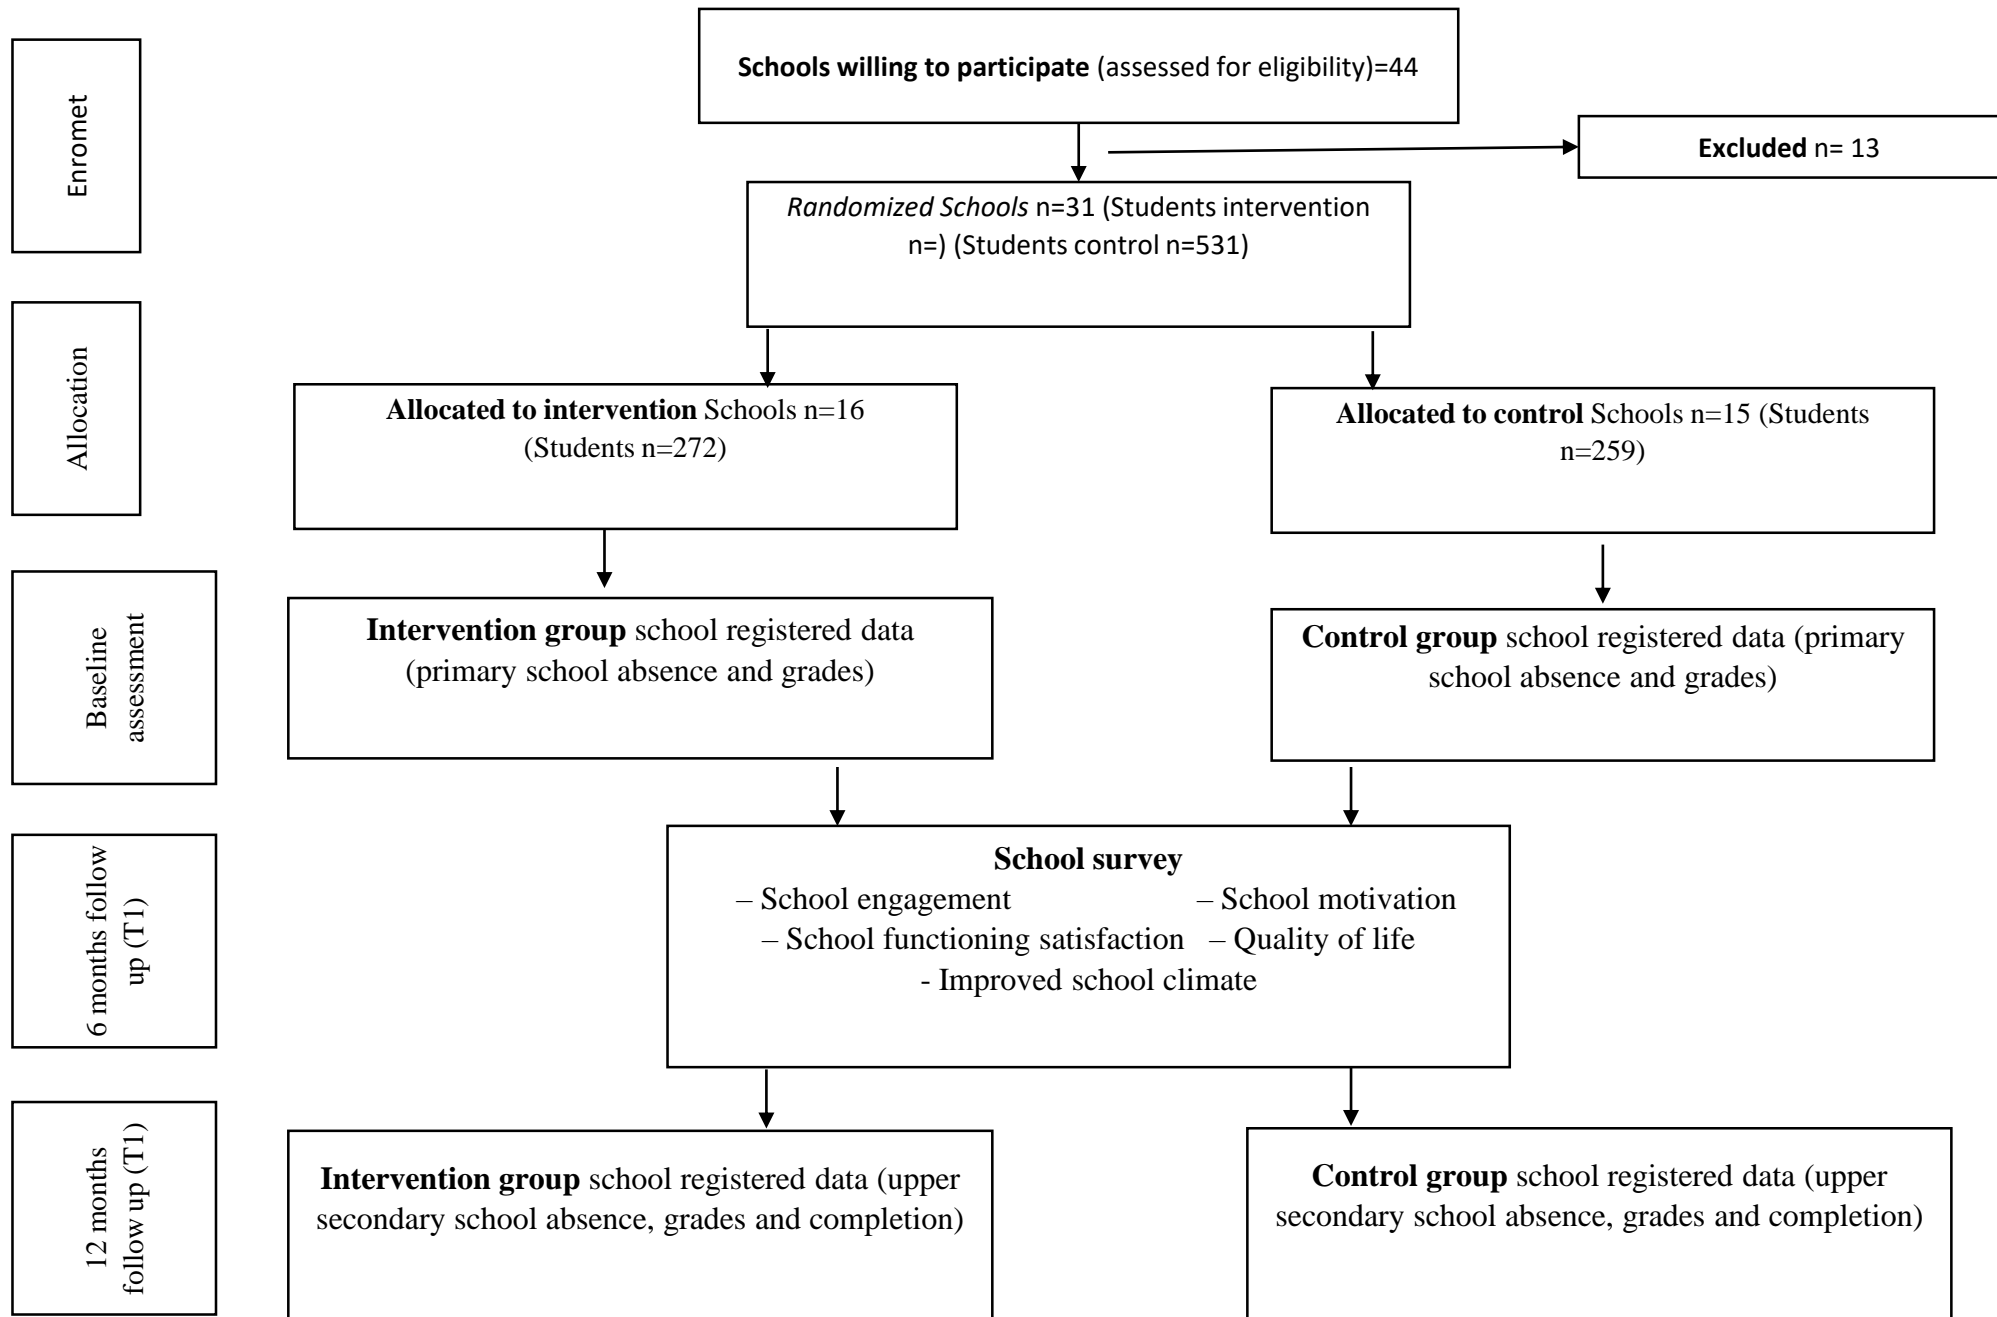 Enromet
Schools willing to participate (assessed for eligibility)=44
Excluded n= 13
Randomized Schools n=31 (Students intervention
n=) (Students control n=531)
Allocation
Allocated to intervention Schools n=16
(Students n=272)
Allocated to control Schools n=15 (Students
n=259)
Baseline
assessment
Intervention group school registered data
(primary school absence and grades)
Control group school registered data (primary
school absence and grades)
6 months follow
up (T1)
School survey
– School engagement – School motivation
– School functioning satisfaction – Quality of life
- Improved school climate
12 months
follow up (T1)
Intervention group school registered data (upper
secondary school absence, grades and completion)
Control group school registered data (upper
secondary school absence, grades and completion)